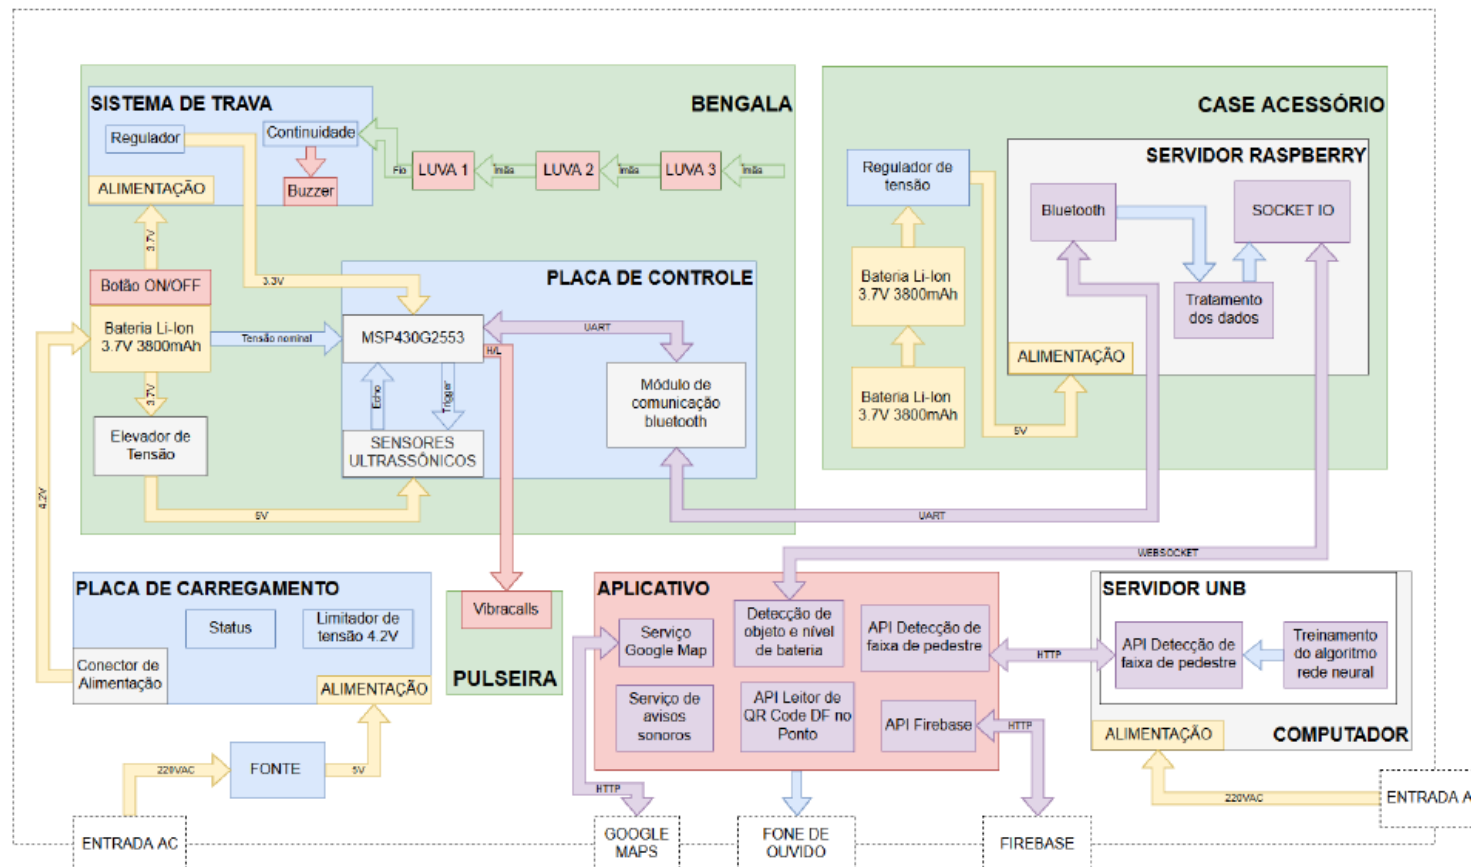 SISTEMA DE TRAVA
BENGALA
Regulador
Continuidade
Buzzer
ALIMENTAÇÃO
Fio
LUVA 1
Imãs
LUVA 2
Imãs
LUVA 3
Imãs
3.7V
Botão ON/OFF
Bateria Li-Ion
3.7V 3800mAh
3.3V
Tensão nominal
3.7V
Elevador de
Tensão
5V
4.2V
PLACA DE CONTROLE
MSP430G2553
UART
H/L
Echo
Trigger
SENSORES
ULTRASSÔNICOS
Módulo de
comunicação
bluetooth
CASE ACESSÓRIO
Regulador de
tensão
Bateria Li-Ion
3.7V 3800mAh
Bateria Li-Ion
3.7V 3800mAh
5V
SERVIDOR RASPBERRY
Bluetooth
SOCKET IO
Tratamento
dos dados
ALIMENTAÇÃO
UART
WEBSOCKET
PLACA DE CARREGAMENTO
Status
Limitador de
tensão 4.2V
Conector de
Alimentação
ALIMENTAÇÃO
220VAC
FONTE
5V
ENTRADA AC
Vibracalls
PULSEIRA
APLICATIVO
Serviço
Google Map
Detecção de
objeto e nível
de bateria
API Detecção de
faixa de pedestre
Serviço de
avisos
sonoros
API Leitor de
QR Code DF no
Ponto
API Firebase
HTTP
HTTP
HTTP
GOOGLE
MAPS
FONE DE
OUVIDO
FIREBASE
SERVIDOR UNB
API Detecção de
faixa de pedestre
Treinamento
do algoritmo
rede neural
ALIMENTAÇÃO
COMPUTADOR
220VAC
ENTRADA A